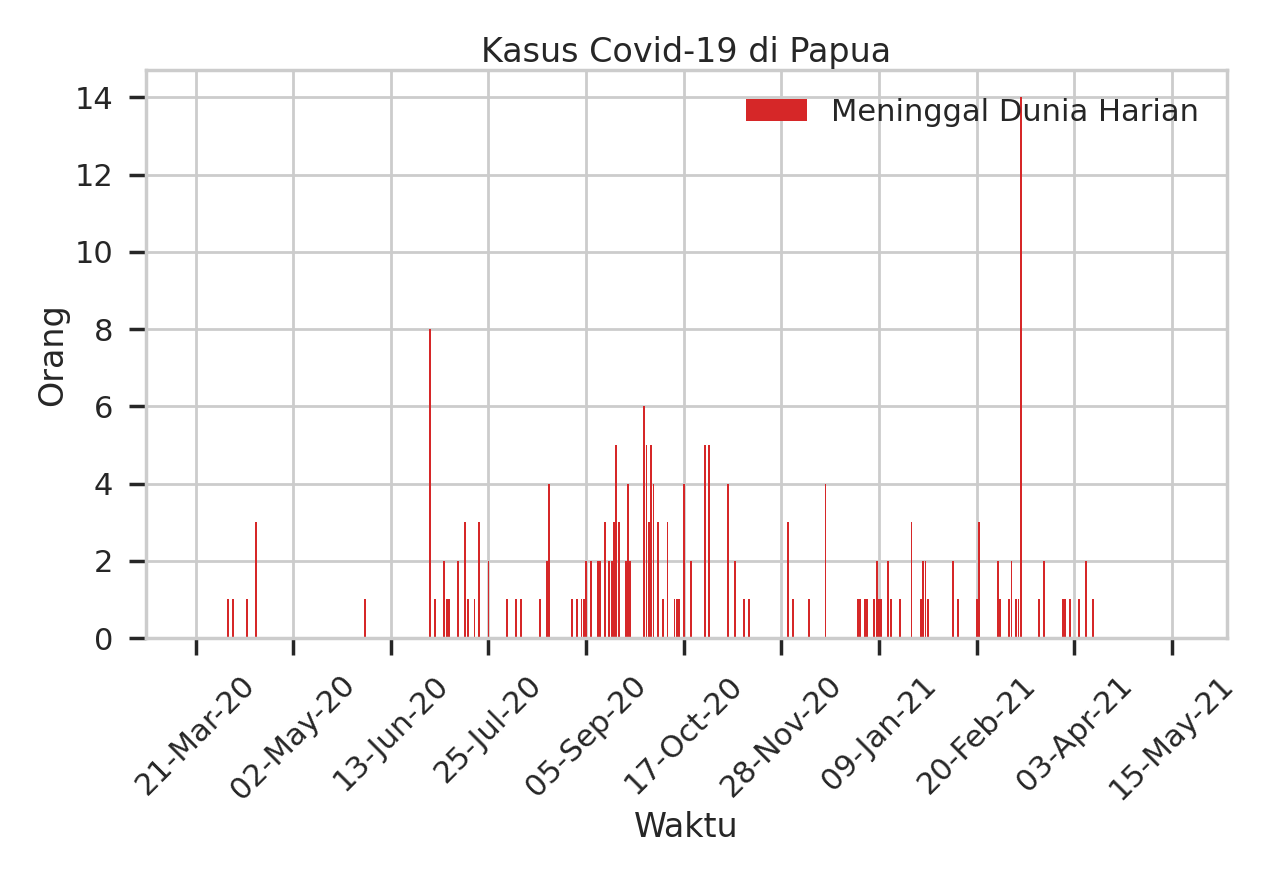 Kasus Covid-19 di Papua
Meninggal Dunia Harian
Orang
14
12
10
8
6
4
2
0
21-Mar-20
02-May-20
13-Jun-20
25-Jul-20
05-Sep-20
17-Oct-20
28-Nov-20
09-Jan-21
20-Feb-21
03-Apr-21
15-May-21
Waktu